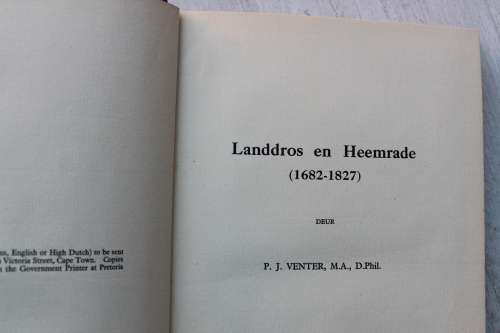 ns, English or High Dutch) to be sent
Victoria Street, Cape Town. Copies
the Government Printer at Pretoria
Landdros en Heemrade
(1682-1827)
DEUR
P. J. VENTER, M.A., D.Phil.